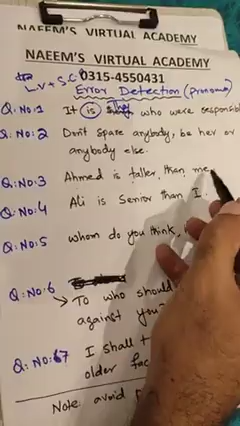 NAEEM'S VIRTUAL ACADEMY
NAEEM'S VIRTUAL ACADEMY
L.V + S.C 0315-4550431
Error Detection (Pronouns)
Q:No:1 It is they who were responsib
Q:No:2 Don't spare anybody, be her or
anybody else.
Q:No:3 Ahmed is taller than me
Q:No:4 Ali is Senior than I.
Q:No:5 whom do you think,
Q:No:6 To who should
against you?
Q:No:7 I shall t
older fac
Note: avoid